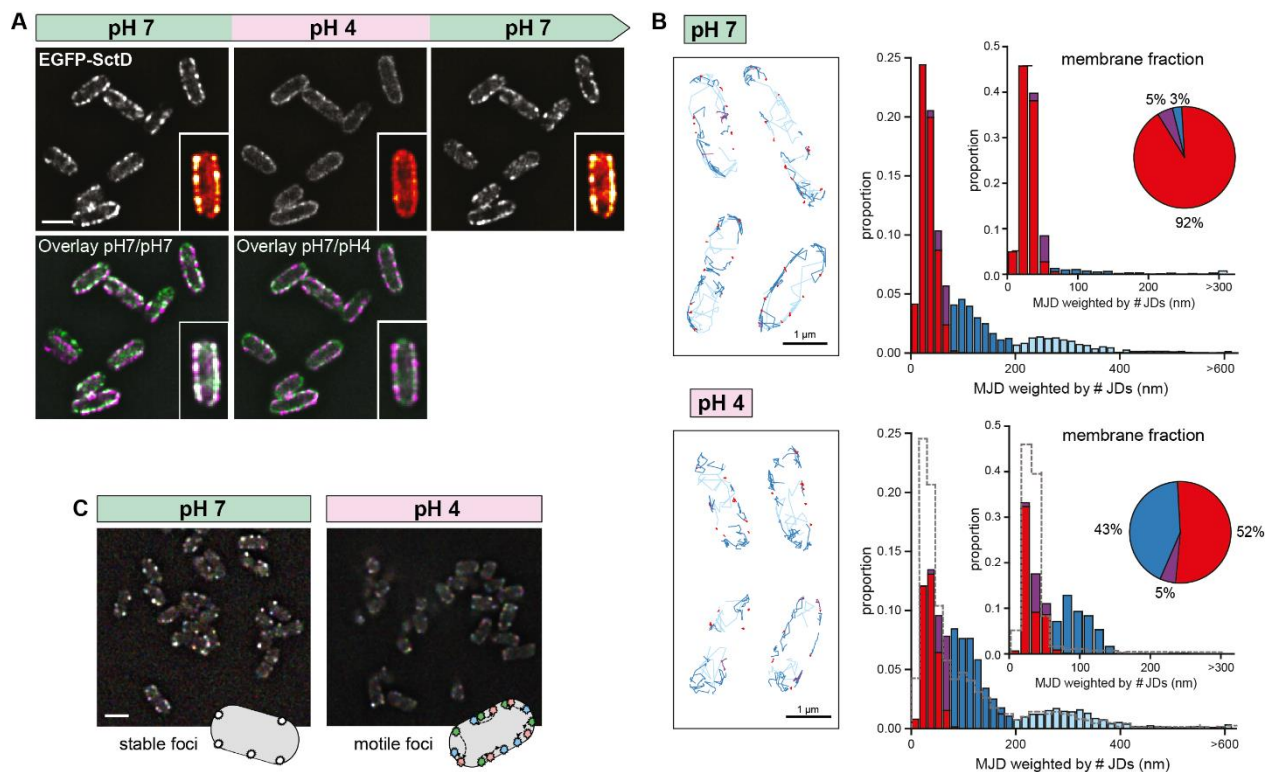 A
pH 7 pH 4 pH 7
EGFP-SctD
Overlay pH7/pH7 Overlay pH7/pH4
B
pH 7
1 µm
proportion
0.25
0.20
0.15
0.10
0.05
0.00
0 200 400 >600
MJD weighted by # JDs (nm)
membrane fraction
proportion
0.5
0.4
0.3
0.2
0.1
0.0
0 100 200 >300
MJD weighted by # JDs (nm)
5% 3%
92%
pH 4
1 µm
proportion
0.25
0.20
0.15
0.10
0.05
0.00
0 200 400 >600
MJD weighted by # JDs (nm)
membrane fraction
proportion
0.5
0.4
0.3
0.2
0.1
0.0
0 100 200 >300
MJD weighted by # JDs (nm)
43% 52%
5%
C
pH 7 pH 4
stable foci motile foci